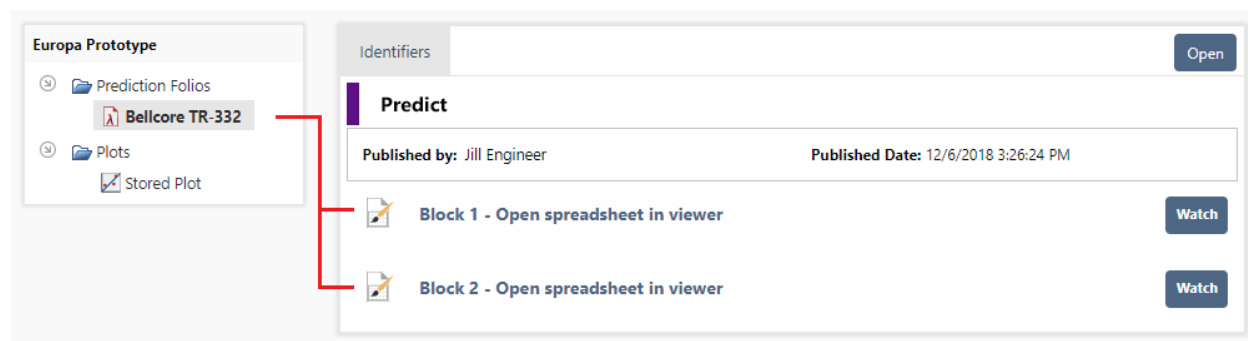 Europa Prototype
Prediction Folios
Bellcore TR-332
Plots
Stored Plot
Identifiers
Open
Predict
Published by: Jill Engineer
Published Date: 12/6/2018 3:26:24 PM
Block 1 - Open spreadsheet in viewer
Watch
Block 2 - Open spreadsheet in viewer
Watch